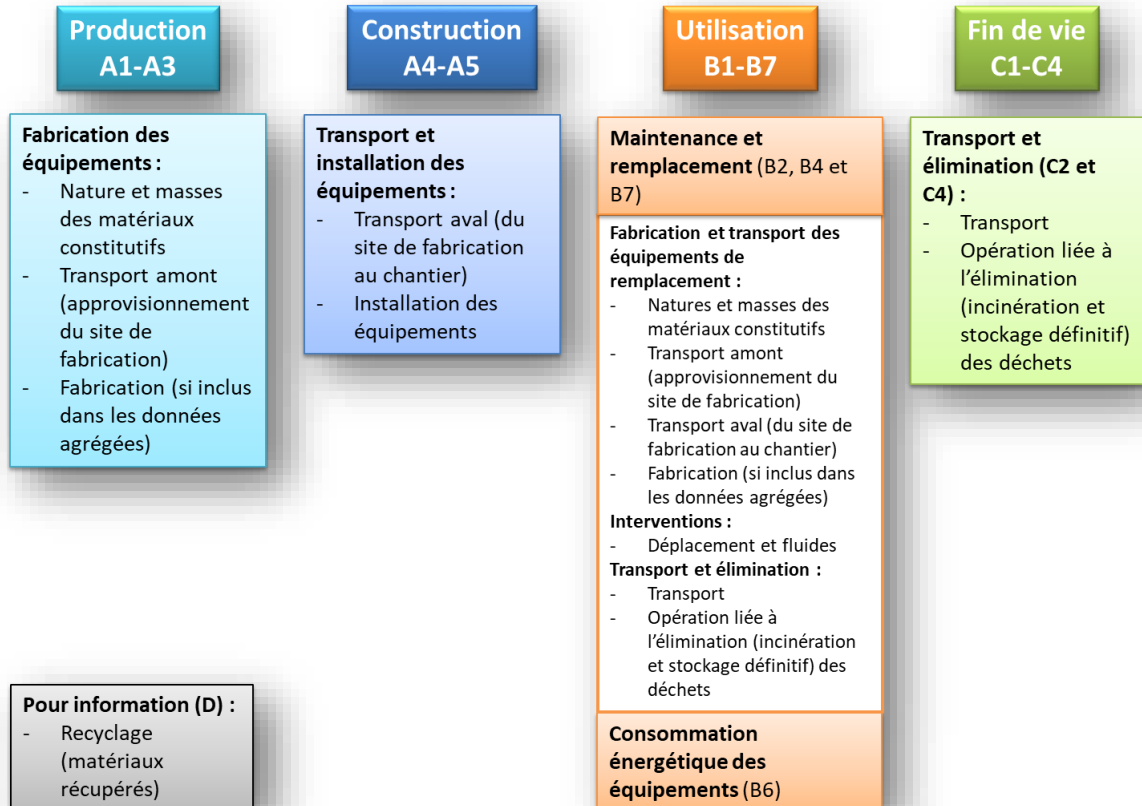 Production
A1-A3
Construction
A4-A5
Utilisation
B1-B7
Fin de vie
C1-C4
Fabrication des
équipements :
- Nature et masses
des matériaux
constitutifs
- Transport amont
(approvisionnement
du site de
fabrication)
- Fabrication (si inclus
dans les données
agrégées)
Transport et
installation des
équipements :
- Transport aval (du
site de fabrication
au chantier)
- Installation des
équipements
Maintenance et
remplacement (B2, B4 et
B7)
Fabrication et transport des
équipements de
remplacement :
- Natures et masses des
matériaux constitutifs
- Transport amont
(approvisionnement du
site de fabrication)
- Transport aval (du site de
fabrication au chantier)
- Fabrication (si inclus dans
les données agrégées)
Interventions :
- Déplacement et fluides
Transport et élimination :
- Transport
- Opération liée à
l’élimination (incinération
et stockage définitif) des
déchets
Consommation
énergétique des
équipements (B6)
Transport et
élimination (C2 et
C4) :
- Transport
- Opération liée à
l’élimination
(incinération et
stockage définitif)
des déchets
Pour information (D) :
- Recyclage
(matériaux
récupérés)